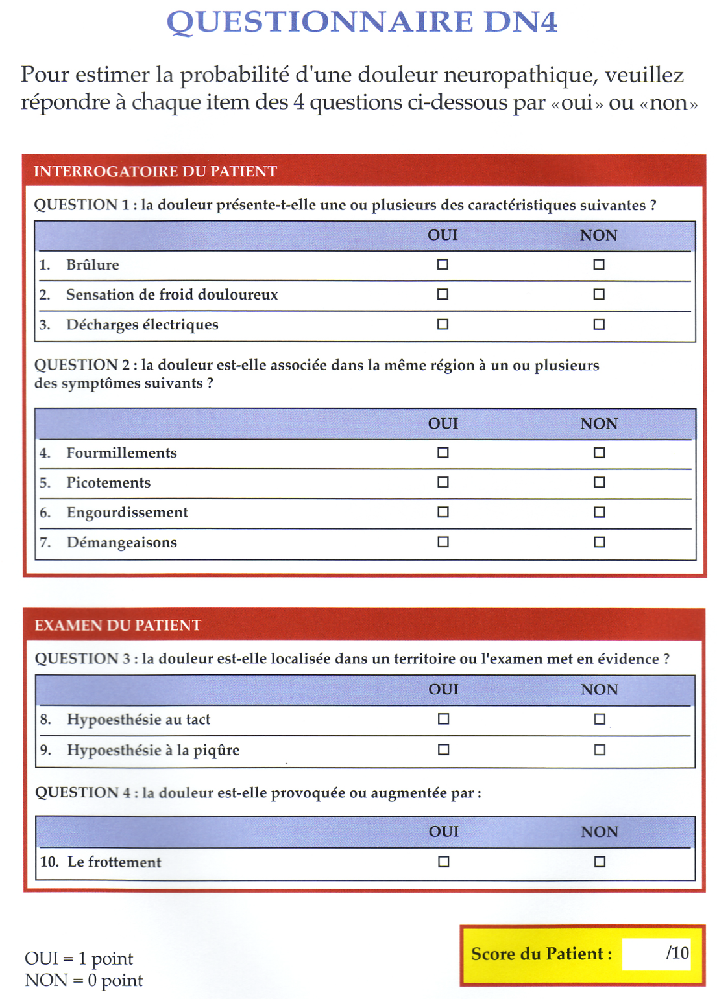 QUESTIONNAIRE DN4
Pour estimer la probabilité d'une douleur neuropathique, veuillez
répondre à chaque item des 4 questions ci-dessous par «oui» ou «non»
INTERROGATOIRE DU PATIENT
QUESTION 1 : la douleur présente-t-elle une ou plusieurs des caractéristiques suivantes ?
OUI NON
1. Brûlure
2. Sensation de froid douloureux
3. Décharges électriques
QUESTION 2 : la douleur est-elle associée dans la même région à un ou plusieurs
des symptômes suivants ?
OUI NON
4. Fourmillements
5. Picotements
6. Engourdissement
7. Démangeaisons
EXAMEN DU PATIENT
QUESTION 3 : la douleur est-elle localisée dans un territoire ou l'examen met en évidence ?
OUI NON
8. Hypoesthésie au tact
9. Hypoesthésie à la piqûre
QUESTION 4 : la douleur est-elle provoquée ou augmentée par :
OUI NON
10. Le frottement
OUI = 1 point
NON = 0 point
Score du Patient : /10